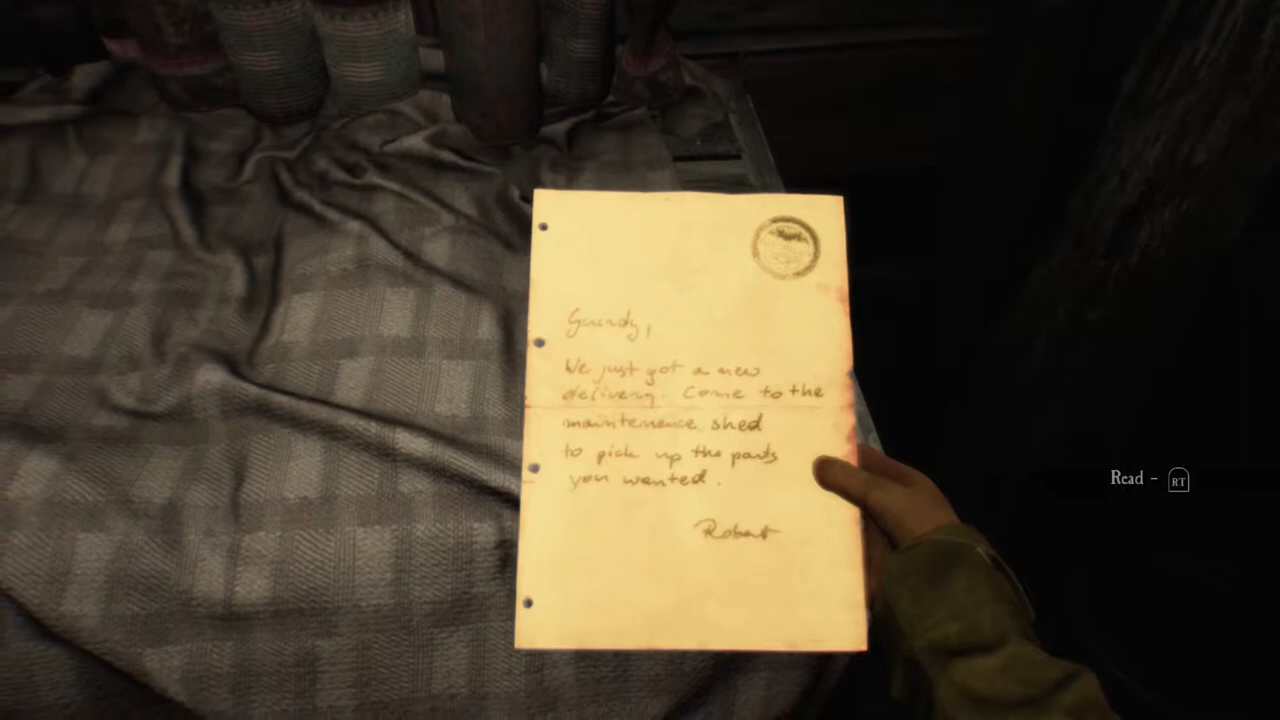 Gundy,
We just got a new
delivery. Come to the
maintenance shed
to pick up the parts
you wanted.
Robert
Read - RT